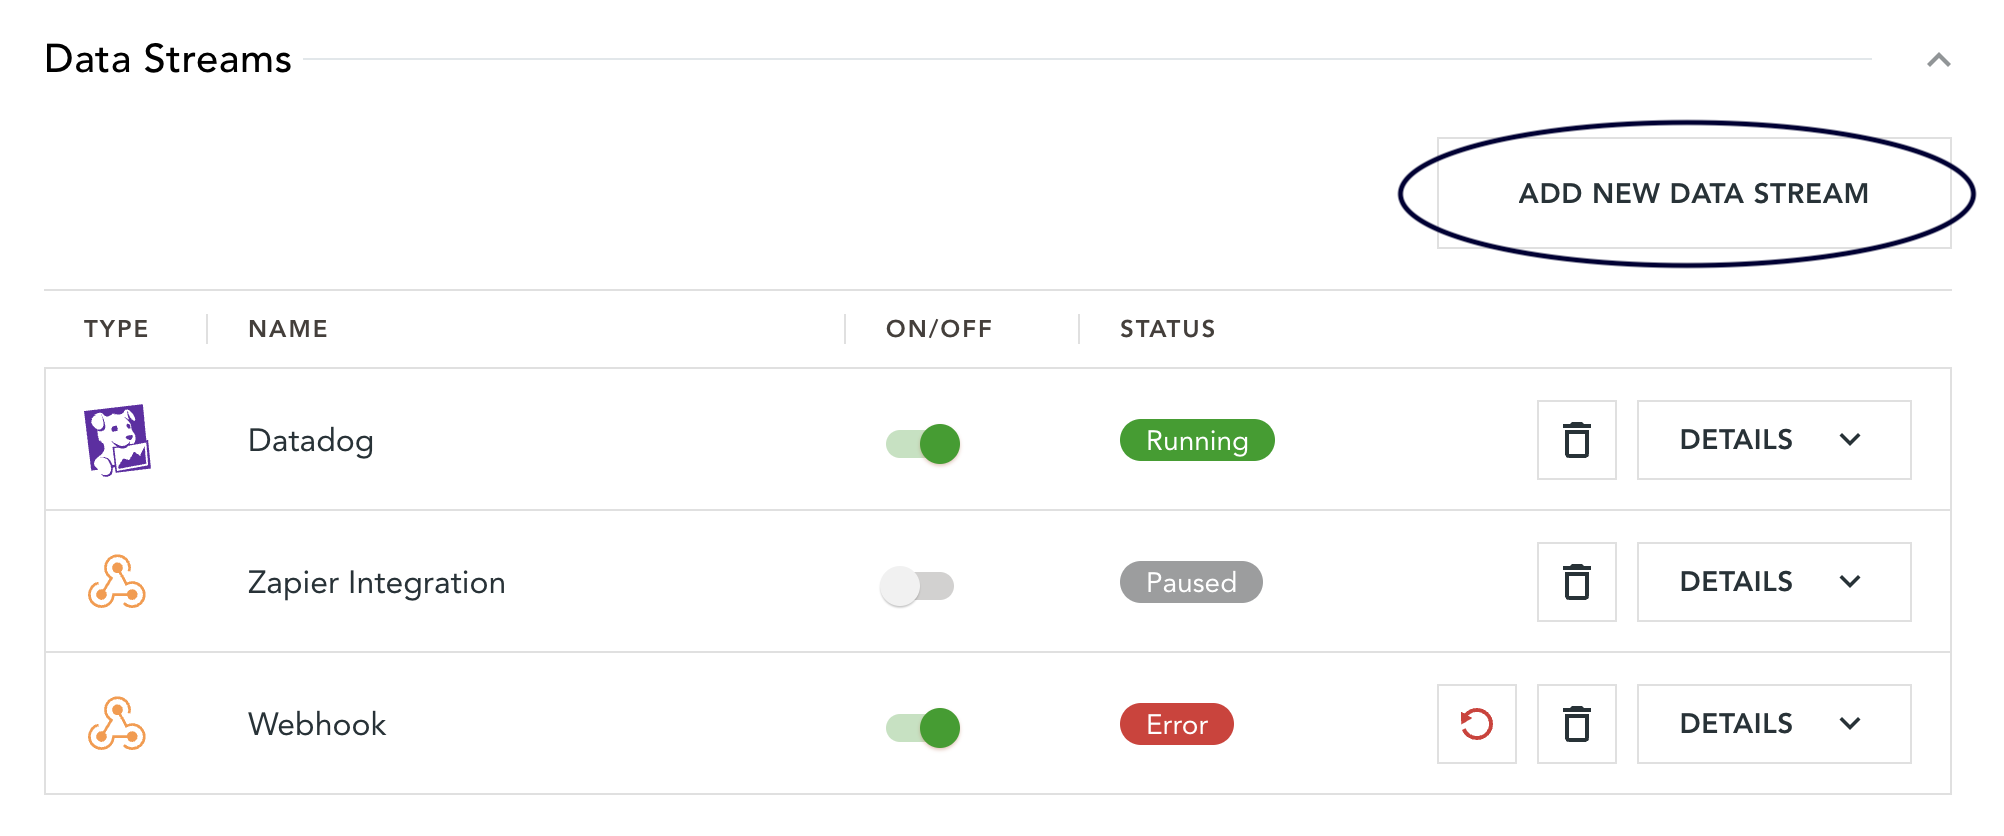 Data Streams
ADD NEW DATA STREAM
TYPE NAME ON/OFF STATUS
Datadog Running DETAILS
Zapier Integration Paused DETAILS
Webhook Error DETAILS